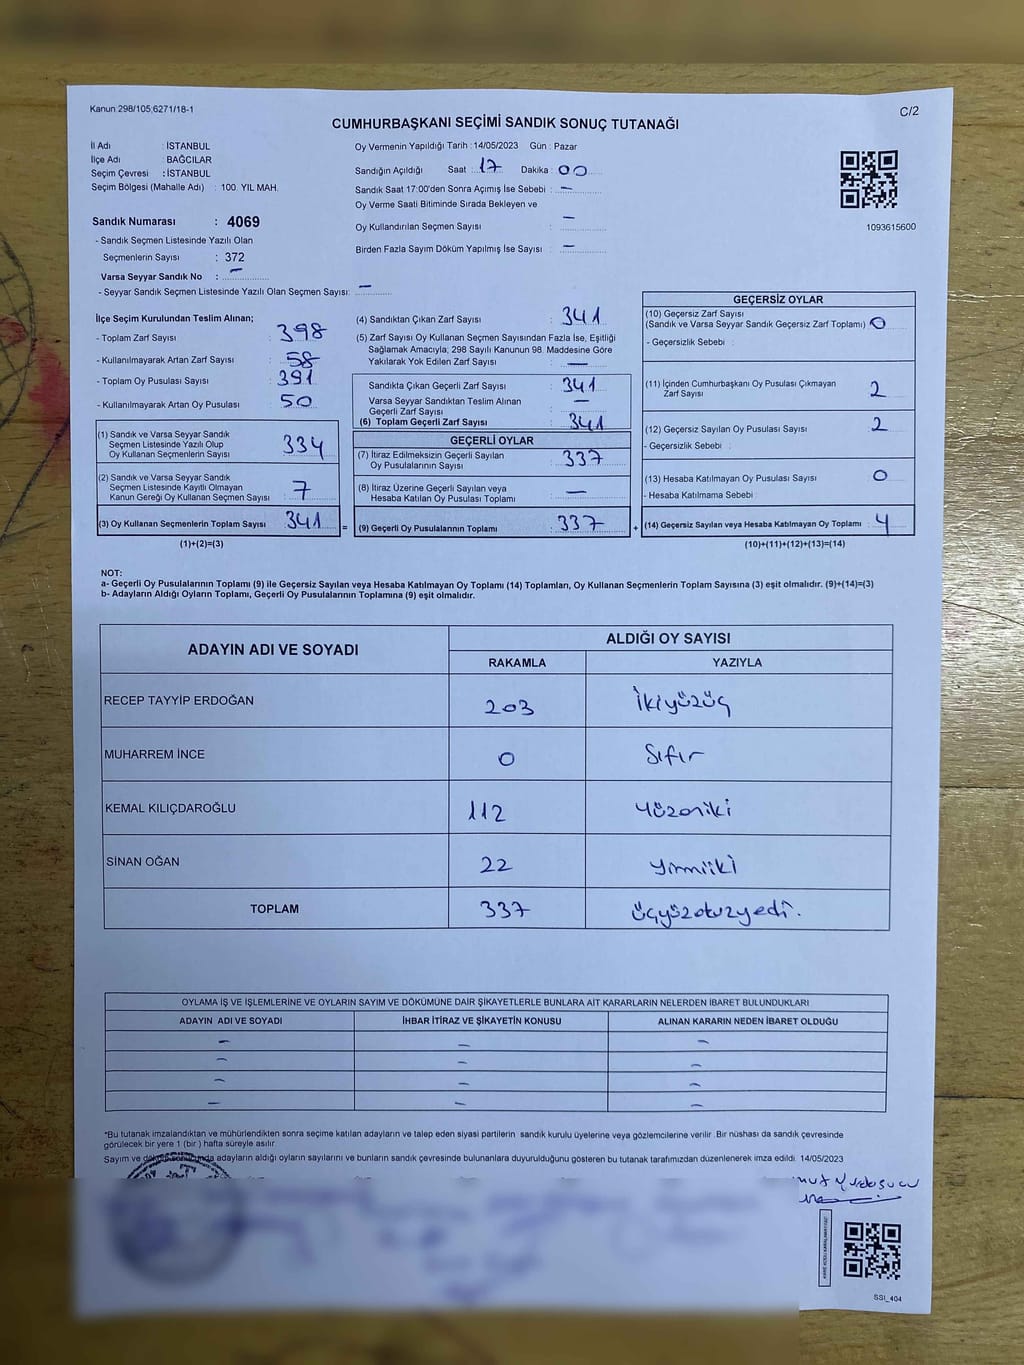 Kanun 298/105;6271/18-1
C/2
CUMHURBAŞKANI SEÇİMİ SANDIK SONUÇ TUTANAĞI
İl Adı : İSTANBUL
İlçe Adı : BAĞCILAR
Seçim Çevresi : İSTANBUL
Seçim Bölgesi (Mahalle Adı) : 100. YIL MAH.
Sandık Numarası : 4069
- Sandık Seçmen Listesinde Yazılı Olan
Seçmenlerin Sayısı : 372
Varsa Seyyar Sandık No : –
- Seyyar Sandık Seçmen Listesinde Yazılı Olan Seçmen Sayısı: –
Oy Vermenin Yapıldığı Tarih : 14/05/2023 Gün : Pazar
Sandığın Açıldığı Saat : 17 Dakika : 00
Sandık Saat 17:00'den Sonra Açımış İse Sebebi : –
Oy Verme Saati Bitiminde Sırada Bekleyen ve
Oy Kullandırılan Seçmen Sayısı : –
Birden Fazla Sayım Döküm Yapılmış İse Sayısı : –
1093615600
İlçe Seçim Kurulundan Teslim Alınan;
- Toplam Zarf Sayısı : 398
- Kullanılmayarak Artan Zarf Sayısı : 58
- Toplam Oy Pusulası Sayısı : 391
- Kullanılmayarak Artan Oy Pusulası : 50
(1) Sandık ve Varsa Seyyar Sandık
Seçmen Listesinde Yazılı Olup
Oy Kullanan Seçmenlerin Sayısı : 334
(2) Sandık ve Varsa Seyyar Sandık
Seçmen Listesinde Kayıtlı Olmayan
Kanun Gereği Oy Kullanan Seçmen Sayısı : 7
(3) Oy Kullanan Seçmenlerin Toplam Sayısı : 341
(1)+(2)=(3)
(4) Sandıktan Çıkan Zarf Sayısı : 341
(5) Zarf Sayısı Oy Kullanan Seçmen Sayısından Fazla İse, Eşitliği
Sağlamak Amacıyla; 298 Sayılı Kanunun 98. Maddesine Göre
Yakılarak Yok Edilen Zarf Sayısı : –
Sandıkta Çıkan Geçerli Zarf Sayısı : 341
Varsa Seyyar Sandıktan Teslim Alınan
Geçerli Zarf Sayısı : –
(6) Toplam Geçerli Zarf Sayısı : 341
GEÇERLİ OYLAR
(7) İtiraz Edilmeksizin Geçerli Sayılan
Oy Pusulalarının Sayısı : 337
(8) İtiraz Üzerine Geçerli Sayılan veya
Hesaba Katılan Oy Pusulası Toplamı : –
= (9) Geçerli Oy Pusulalarının Toplamı : 337
GEÇERSİZ OYLAR
(10) Geçersiz Zarf Sayısı
(Sandık ve Varsa Seyyar Sandık Geçersiz Zarf Toplamı) : 0
- Geçersizlik Sebebi :
(11) İçinden Cumhurbaşkanı Oy Pusulası Çıkmayan
Zarf Sayısı : 2
(12) Geçersiz Sayılan Oy Pusulası Sayısı : 2
- Geçersizlik Sebebi :
(13) Hesaba Katılmayan Oy Pusulası Sayısı : 0
- Hesaba Katılmama Sebebi :
+ (14) Geçersiz Sayılan veya Hesaba Katılmayan Oy Toplamı : 4
(10)+(11)+(12)+(13)=(14)
NOT:
a- Geçerli Oy Pusulalarının Toplamı (9) ile Geçersiz Sayılan veya Hesaba Katılmayan Oy Toplamı (14) Toplamları, Oy Kullanan Seçmenlerin Toplam Sayısına (3) eşit olmalıdır. (9)+(14)=(3)
b- Adayların Aldığı Oyların Toplamı, Geçerli Oy Pusulalarının Toplamına (9) eşit olmalıdır.
ADAYIN ADI VE SOYADI ALDIĞI OY SAYISI
RAKAMLA YAZIYLA
RECEP TAYYİP ERDOĞAN 203 ikiyüzüç
MUHARREM İNCE 0 Sıfır
KEMAL KILIÇDAROĞLU 112 yüzoniki
SİNAN OĞAN 22 yirmiiki
TOPLAM 337 üçyüzotuzyedi.
OYLAMA İŞ VE İŞLEMLERİNE VE OYLARIN SAYIM VE DÖKÜMÜNE DAİR ŞİKAYETLERLE BUNLARA AİT KARARLARIN NELERDEN İBARET BULUNDUKLARI
ADAYIN ADI VE SOYADI İHBAR İTİRAZ VE ŞİKAYETİN KONUSU ALINAN KARARIN NEDEN İBARET OLDUĞU
– – –
– – –
– – –
– – –
*Bu tutanak imzalandıktan ve mühürlendikten sonra seçime katılan adayların ve talep eden siyasi partilerin sandık kurulu üyelerine veya gözlemcilerine verilir. Bir nüshası da sandık çevresinde
görülecek bir yere 1 (bir ) hafta süreyle asılır.
Sayım ve döküm sonunda adayların aldığı oyların sayılarını ve bunların sandık çevresinde bulunanlara duyurulduğunu gösteren bu tutanak tarafımızdan düzenlenerek imza edildi. 14/05/2023
SSİ_404